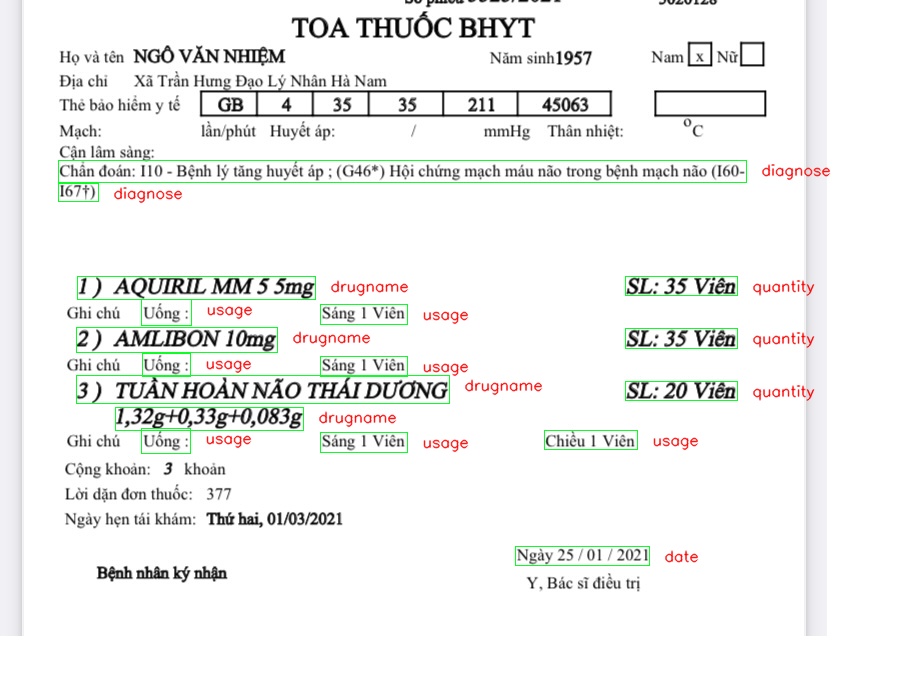 TOA THUỐC BHYT
Họ và tên NGÔ VĂN NHIỆM Năm sinh 1957 Nam x Nữ
Địa chỉ Xã Trần Hưng Đạo Lý Nhân Hà Nam
Thẻ bảo hiểm y tế GB 4 35 35 211 45063
Mạch: lần/phút Huyết áp: / mmHg Thân nhiệt: °C
Cận lâm sàng:
Chẩn đoán: I10 - Bệnh lý tăng huyết áp ; (G46*) Hội chứng mạch máu não trong bệnh mạch não (I60- diagnose
I67†) diagnose
1 ) AQUIRIL MM 5 5mg drugname SL: 35 Viên quantity
Ghi chú Uống : usage Sáng 1 Viên usage
2 ) AMLIBON 10mg drugname SL: 35 Viên quantity
Ghi chú Uống : usage Sáng 1 Viên usage
3 ) TUẦN HOÀN NÃO THÁI DƯƠNG drugname SL: 20 Viên quantity
1,32g+0,33g+0,083g drugname
Ghi chú Uống : usage Sáng 1 Viên usage Chiều 1 Viên usage
Cộng khoản: 3 khoản
Lời dặn đơn thuốc: 377
Ngày hẹn tái khám: Thứ hai, 01/03/2021
Ngày 25 / 01 / 2021 date
Bệnh nhân ký nhận
Y, Bác sĩ điều trị